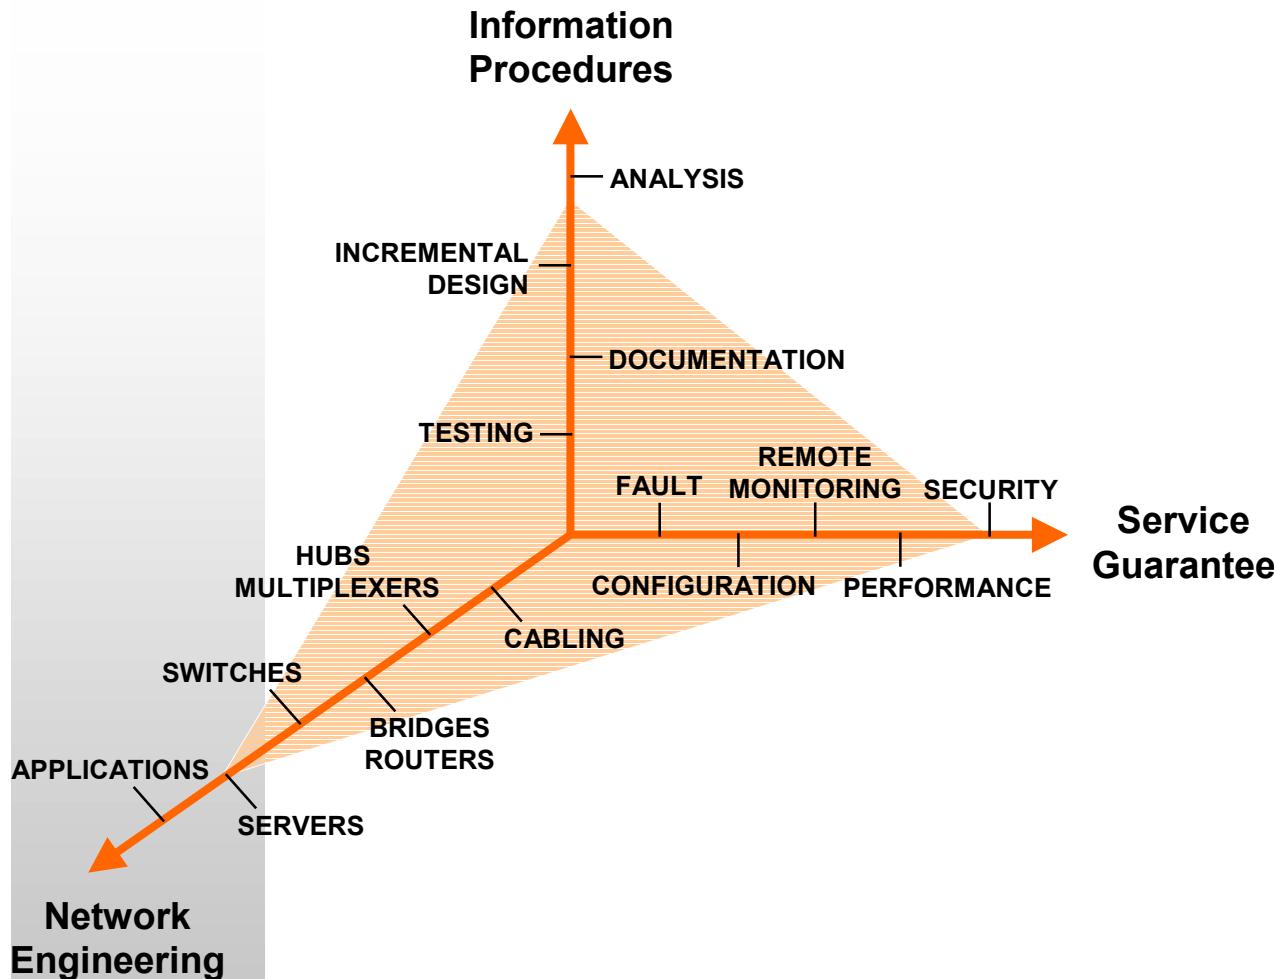 Information
Procedures
ANALYSIS
INCREMENTAL
DESIGN
DOCUMENTATION
TESTING
REMOTE
MONITORING
FAULT
SECURITY
Service
Guarantee
CONFIGURATION
PERFORMANCE
HUBS
MULTIPLEXERS
CABLING
SWITCHES
BRIDGES
ROUTERS
APPLICATIONS
SERVERS
Network
Engineering